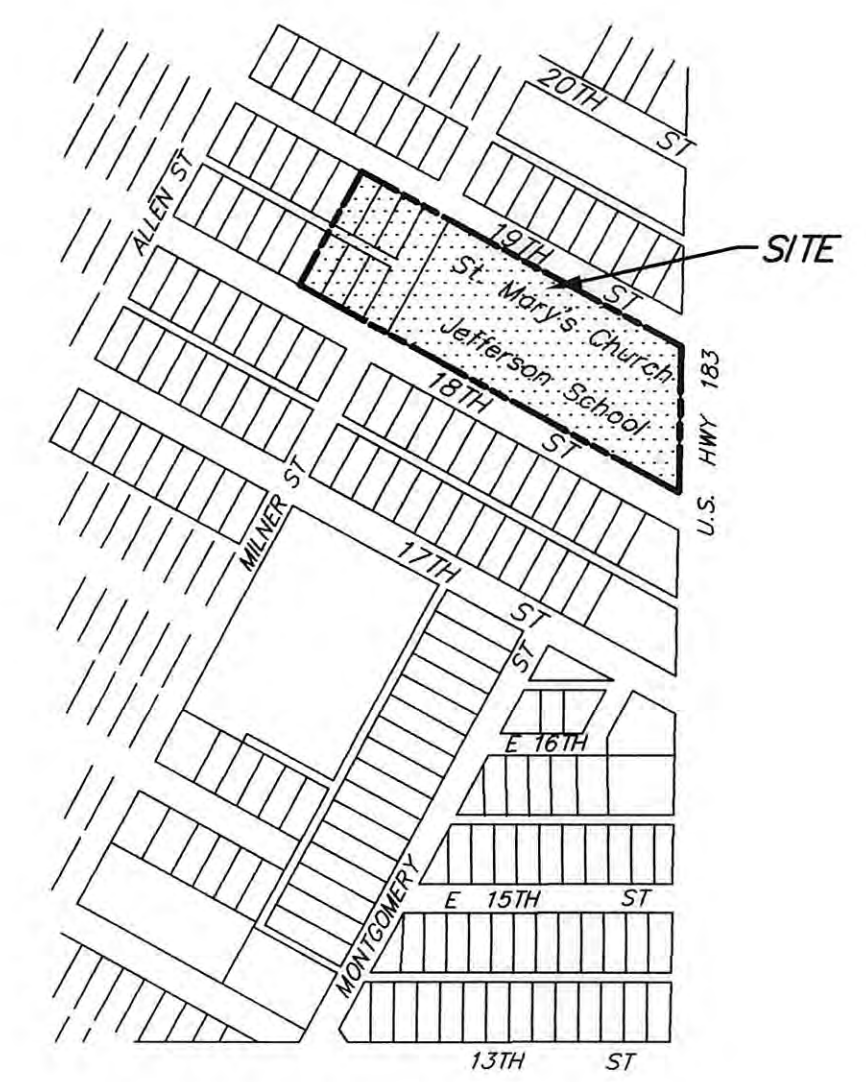 20TH ST
ALLEN ST
19TH ST
SITE
St. Mary's Church
Jefferson School
18TH ST
U.S. HWY 183
MILNER ST
17TH ST
E 16TH
MONTGOMERY ST
E 15TH ST
13TH ST